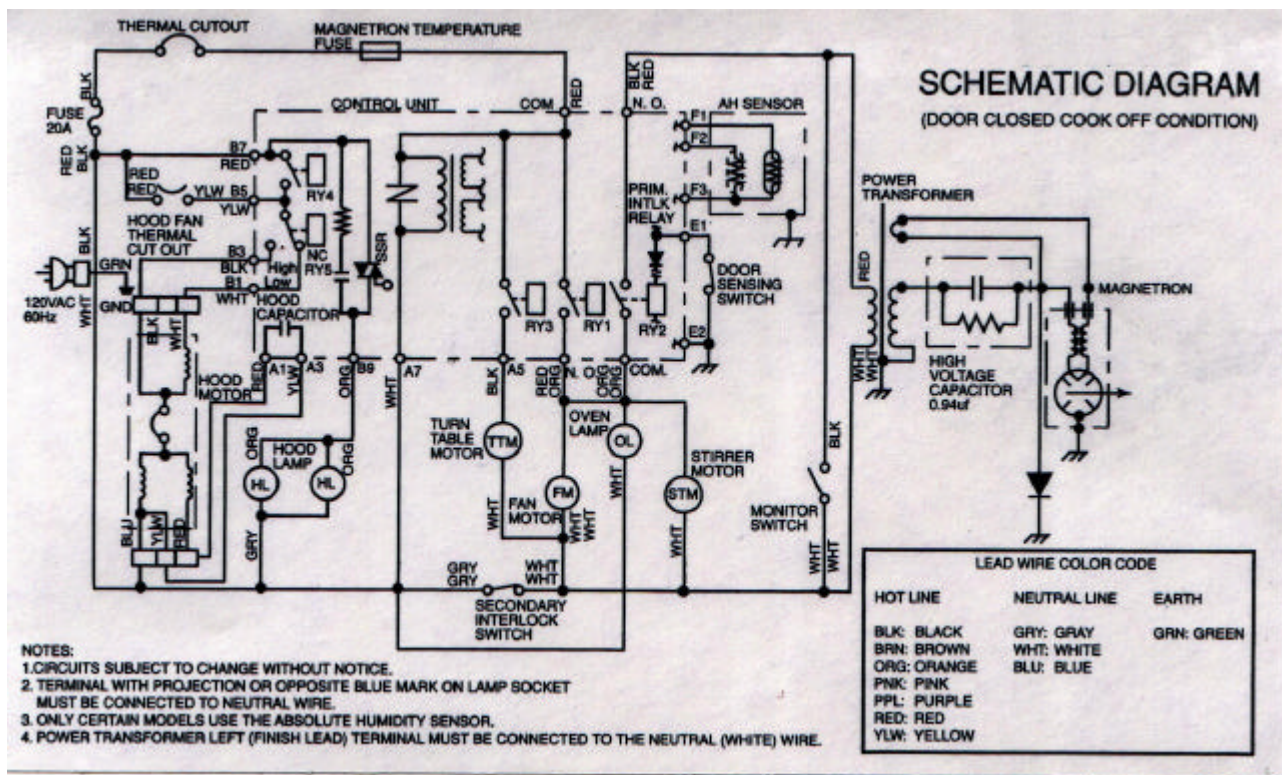 THERMAL CUTOUT
MAGNETRON TEMPERATURE
FUSE
BLK
RED
BLK
RED
SCHEMATIC DIAGRAM
(DOOR CLOSED COOK OFF CONDITION)
FUSE
20A
CONTROL UNIT
COM
N. O.
AH SENSOR
F1
F2
F3
RED
BLK
B7
RED
RED
RED
YLW
B5
YLW
RY4
PRIM.
INTLK
RELAY
E1
POWER
TRANSFORMER
HOOD FAN
THERMAL
CUT OUT
BLK
GRN
B3
BLK
High
Low
NC
RY5
SSR
DOOR
SENSING
SWITCH
RED
MAGNETRON
120VAC
60Hz
WHT
GND
B1
WHT
HOOD
CAPACITOR
RY3
RY1
RY2
E2
BLK
WHT
HOOD
MOTOR
RED
A1
YLW
A3
ORG
B9
WHT
A7
BLK
A5
RED
ORG
N. O.
ORG
ORG
COM.
WHT
WHT
HIGH
VOLTAGE
CAPACITOR
0.94uf
ORG
HOOD
LAMP
ORG
HL
HL
TURN
TABLE
MOTOR
TTM
OVEN
LAMP
OL
STIRRER
MOTOR
STM
BLK
WHT
FAN
MOTOR
FM
WHT
WHT
WHT
MONITOR
SWITCH
BLU
YLW
RED
GRY
WHT
WHT
WHT
GRY
GRY
WHT
WHT
SECONDARY
INTERLOCK
SWITCH
LEAD WIRE COLOR CODE
HOT LINE NEUTRAL LINE EARTH
BLK: BLACK GRY: GRAY GRN: GREEN
BRN: BROWN WHT: WHITE
ORG: ORANGE BLU: BLUE
PNK: PINK
PPL: PURPLE
RED: RED
YLW: YELLOW
NOTES:
1.CIRCUITS SUBJECT TO CHANGE WITHOUT NOTICE.
2. TERMINAL WITH PROJECTION OR OPPOSITE BLUE MARK ON LAMP SOCKET
MUST BE CONNECTED TO NEUTRAL WIRE.
3. ONLY CERTAIN MODELS USE THE ABSOLUTE HUMIDITY SENSOR.
4. POWER TRANSFORMER LEFT (FINISH LEAD) TERMINAL MUST BE CONNECTED TO THE NEUTRAL (WHITE) WIRE.